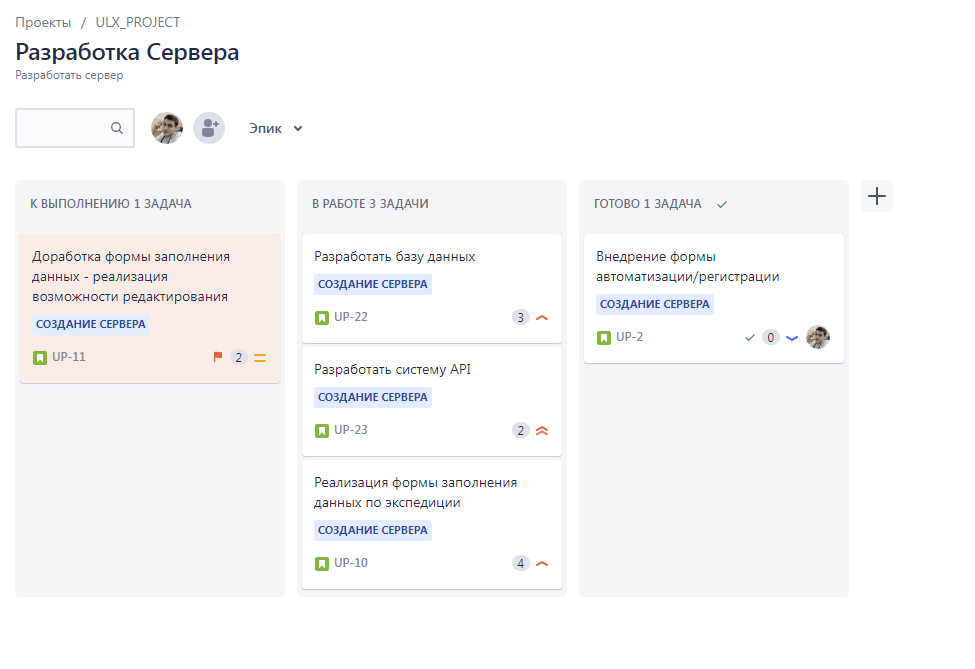 Проекты / ULX_PROJECT
Разработка Сервера
Разработать сервер
Эпик
К ВЫПОЛНЕНИЮ 1 ЗАДАЧА
Доработка формы заполнения
данных - реализация
возможности редактирования
СОЗДАНИЕ СЕРВЕРА
UP-11 2
В РАБОТЕ 3 ЗАДАЧИ
Разработать базу данных
СОЗДАНИЕ СЕРВЕРА
UP-22 3
Разработать систему API
СОЗДАНИЕ СЕРВЕРА
UP-23 2
Реализация формы заполнения
данных по экспедиции
СОЗДАНИЕ СЕРВЕРА
UP-10 4
ГОТОВО 1 ЗАДАЧА
Внедрение формы
автоматизации/регистрации
СОЗДАНИЕ СЕРВЕРА
UP-2 0